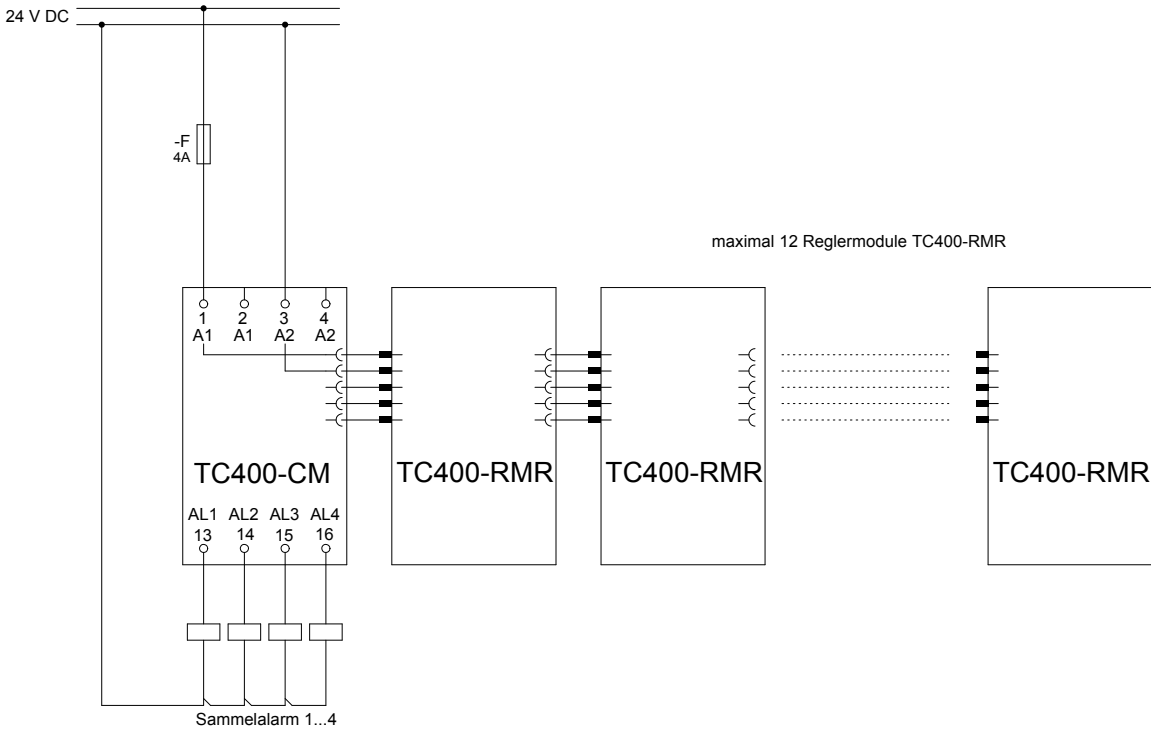 24 V DC
-F
4A
maximal 12 Reglermodule TC400-RMR
1 2 3 4
A1 A1 A2 A2
TC400-CM
TC400-RMR
TC400-RMR
TC400-RMR
AL1 AL2 AL3 AL4
13 14 15 16
Sammelalarm 1...4